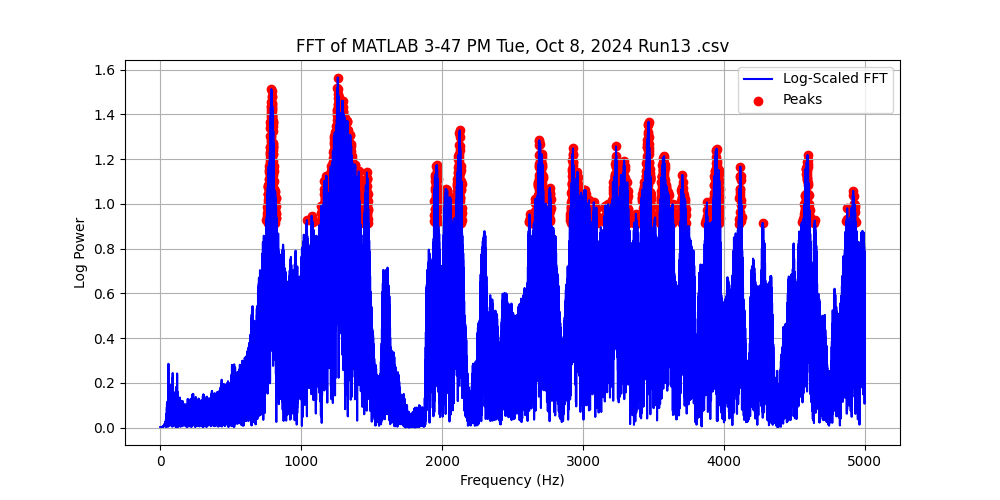 FFT of MATLAB 3-47 PM Tue, Oct 8, 2024 Run13 .csv
Log-Scaled FFT
Peaks
Log Power
1.6
1.4
1.2
1.0
0.8
0.6
0.4
0.2
0.0
0 1000 2000 3000 4000 5000
Frequency (Hz)